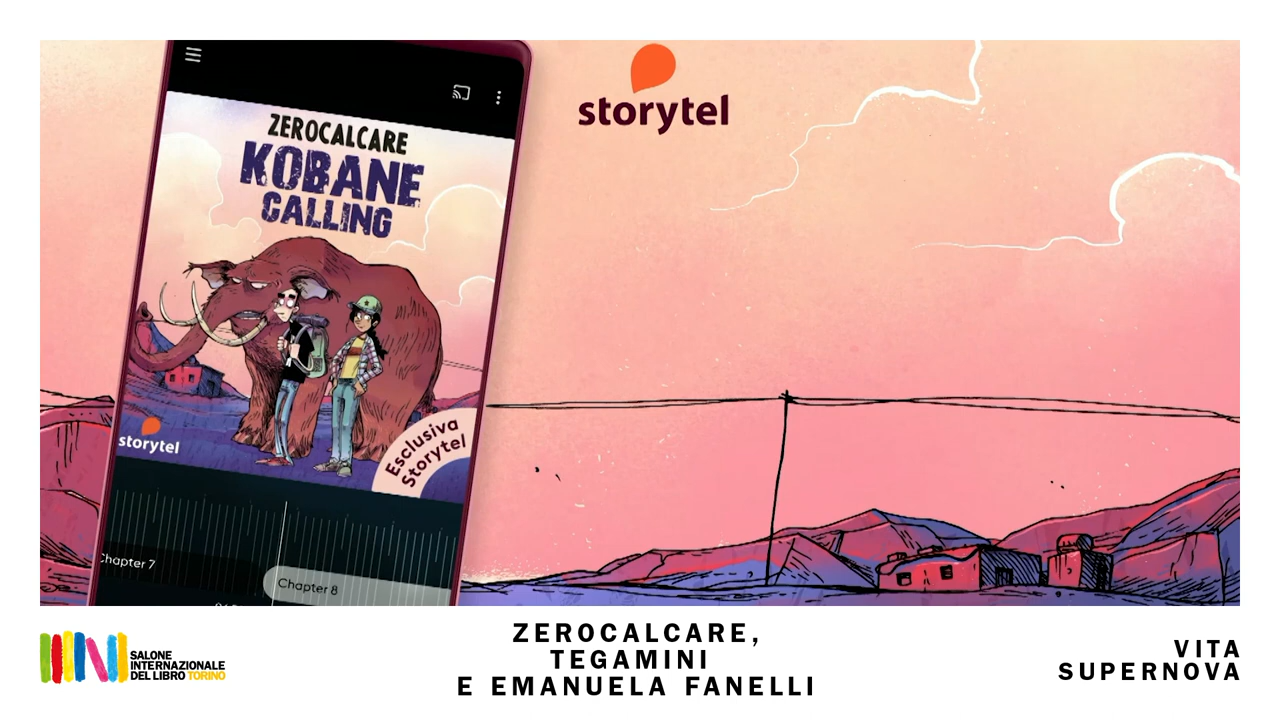 storytel
ZEROCALCARE
KOBANE
CALLING
storytel
Esclusiva
Storytel
Chapter 7
Chapter 8
SALONE
INTERNAZIONALE
DEL LIBRO TORINO
ZEROCALCARE,
TEGAMINI
E EMANUELA FANELLI
VITA
SUPERNOVA